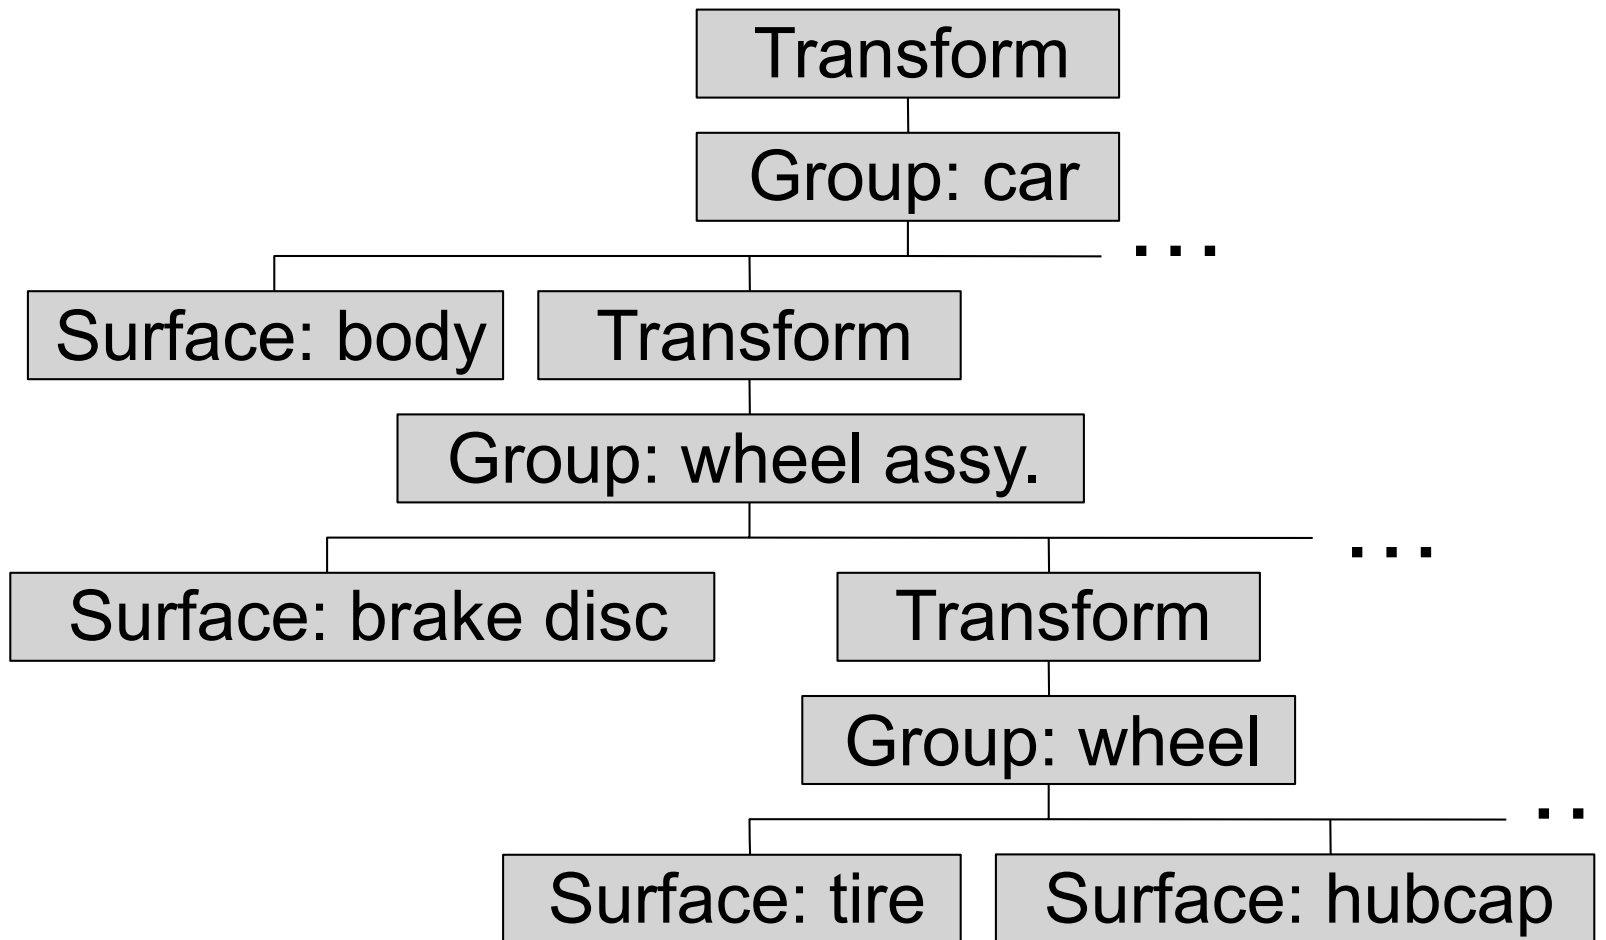 Transform
Group: car
...
Surface: body
Transform
Group: wheel assy.
...
Surface: brake disc
Transform
Group: wheel
..
Surface: tire
Surface: hubcap